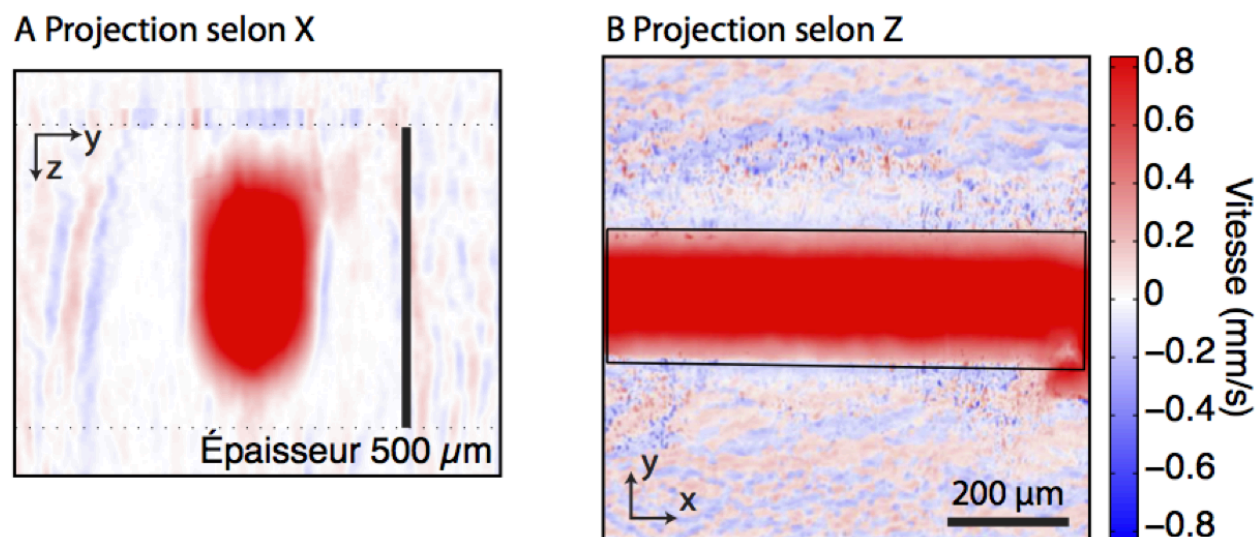 A Projection selon X
B Projection selon Z
y
z
Épaisseur 500 µm
y
x
200 µm
0.8
0.6
0.4
0.2
0
−0.2
−0.4
−0.6
−0.8
Vitesse (mm/s)